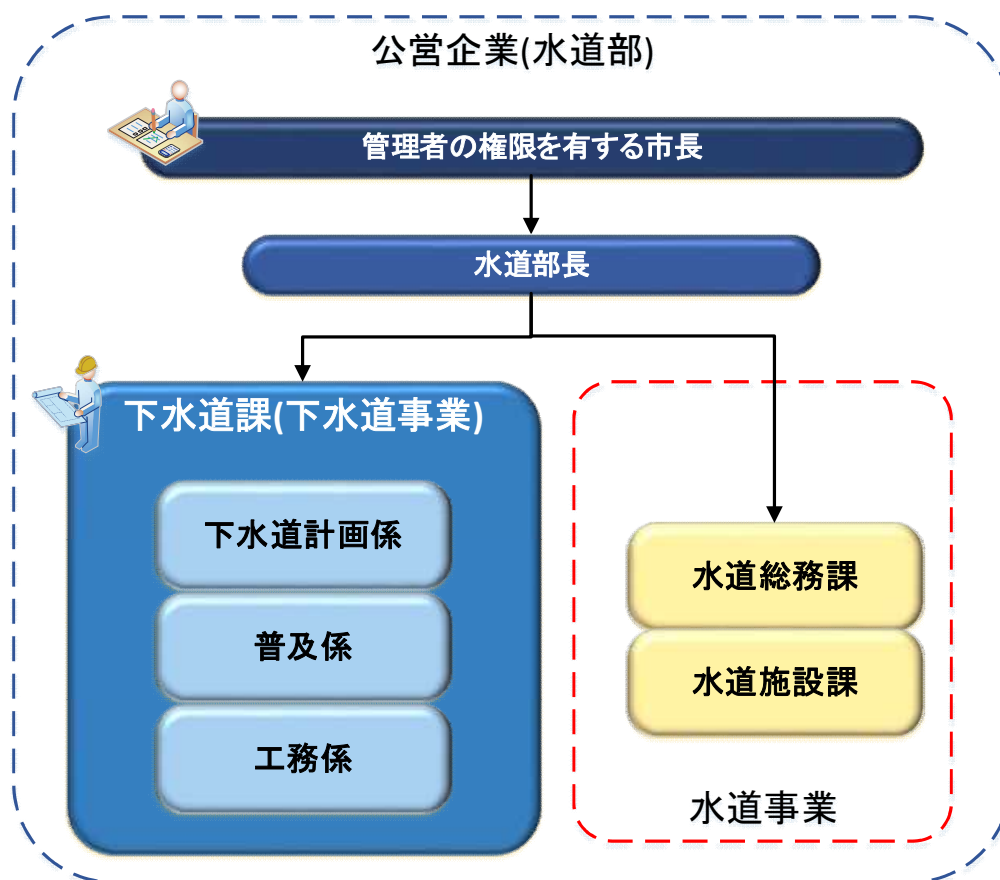 公営企業(水道部)
管理者の権限を有する市長
水道部長
下水道課(下水道事業)
下水道計画係
普及係
工務係
水道総務課
水道施設課
水道事業